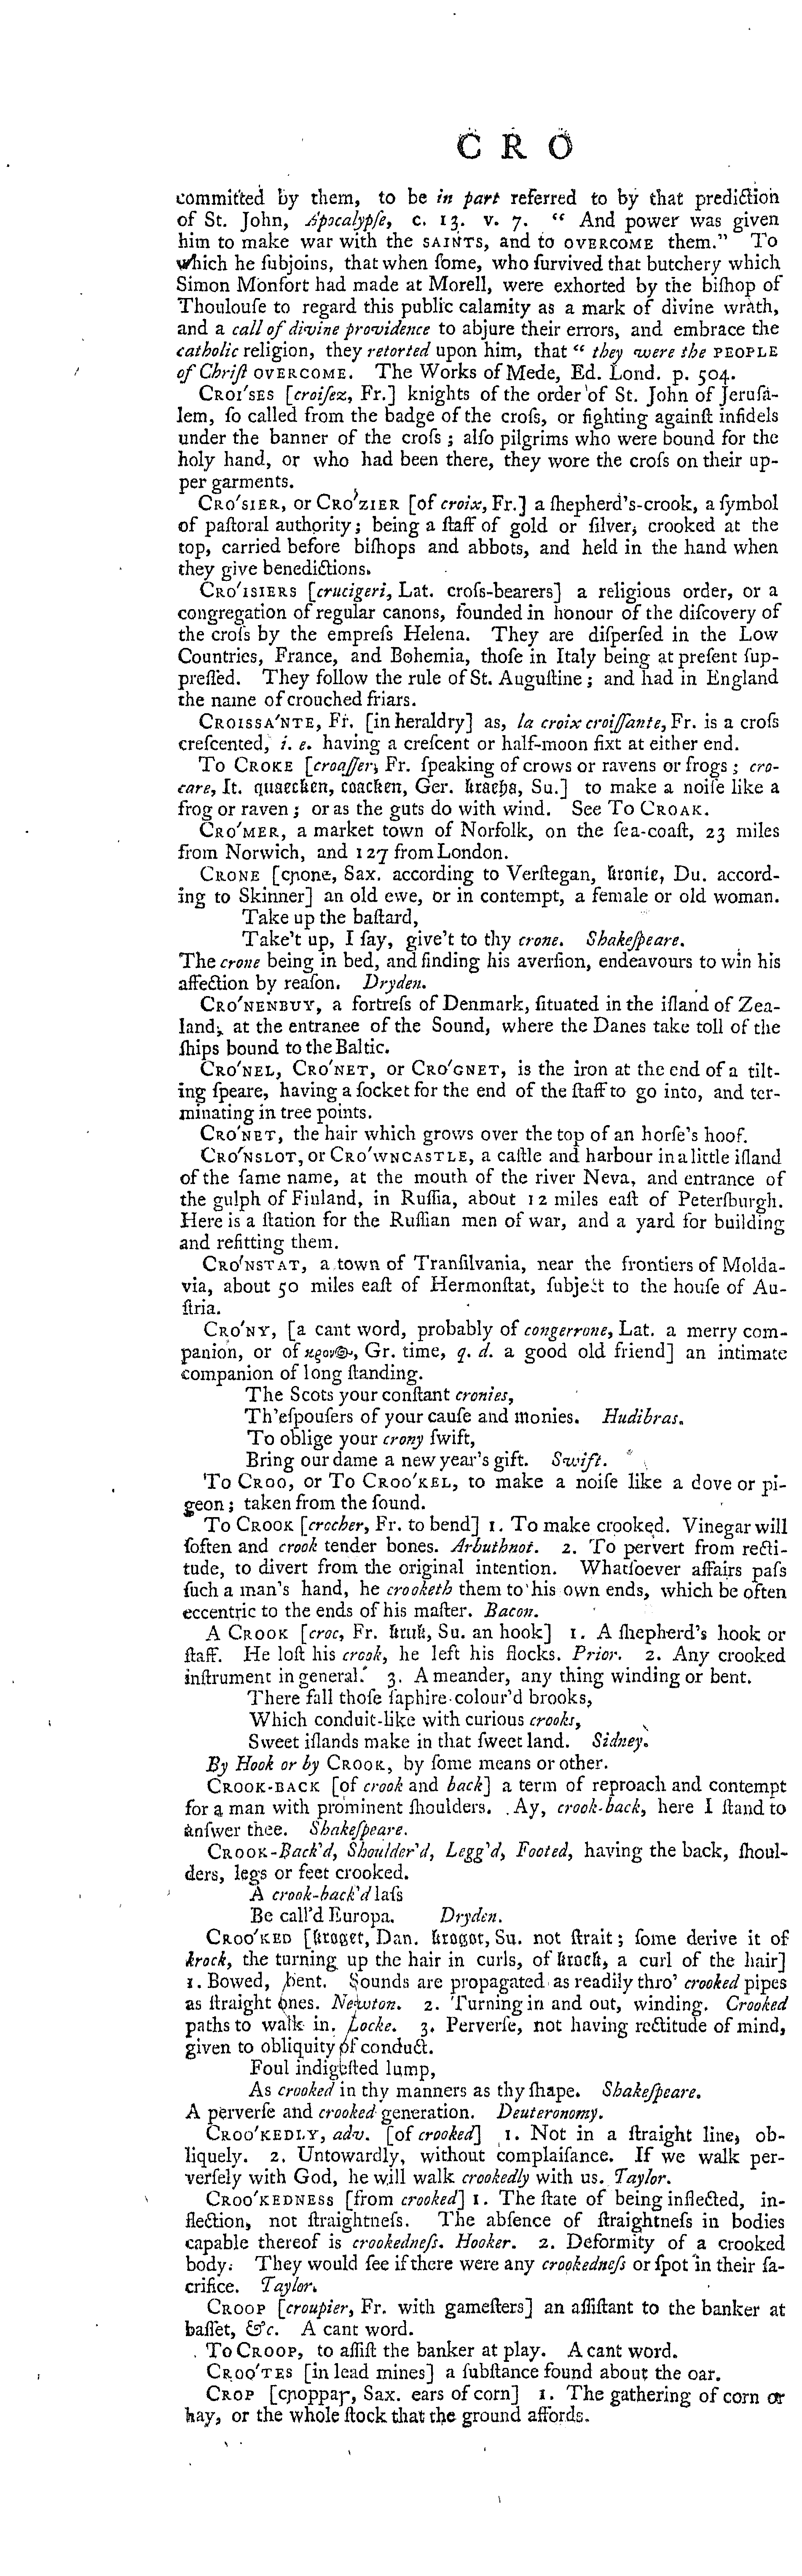 C R O
committed by them, to be in part referred to by that prediction
of St. John, Apocalypſe, c. 13. v. 7. “ And power was given
him to make war with the SAINTS, and to OVERCOME them.” To
which he ſubjoins, that when ſome, who ſurvived that butchery which
Simon Monfort had made at Morell, were exhorted by the biſhop of
Thoulouſe to regard this public calamity as a mark of divine wrath,
and a call of divine providence to abjure their errors, and embrace the
catholic religion, they retorted upon him, that “ they were the PEOPLE
of Chriſt OVERCOME. The Works of Mede, Ed. Lond. p. 504.
CROI'SES [croiſez, Fr.] knights of the order of St. John of Jeruſa-
lem, ſo called from the badge of the croſs, or fighting againſt infidels
under the banner of the croſs ; alſo pilgrims who were bound for the
holy hand, or who had been there, they wore the croſs on their up-
per garments.
CRO'SIER, or CRO'ZIER [of croix, Fr.] a ſhepherd's-crook, a ſymbol
of paſtoral authority; being a ſtaff of gold or ſilver, crooked at the
top, carried before biſhops and abbots, and held in the hand when
they give benedictions.
CRO'ISIERS [crucigeri, Lat. croſs-bearers] a religious order, or a
congregation of regular canons, founded in honour of the diſcovery of
the croſs by the empreſs Helena. They are diſperſed in the Low
Countries, France, and Bohemia, thoſe in Italy being at preſent ſup-
preſſed. They follow the rule of St. Auguſtine ; and had in England
the name of crouched friars.
CROISSA'NTE, Fr. [in heraldry] as, la croix croiſſante, Fr. is a croſs
creſcented, i. e. having a creſcent or half-moon fixt at either end.
To CROKE [croaſſer, Fr. ſpeaking of crows or ravens or frogs ; cro-
care, It. quaecken, coacken, Ger. kraeha, Su.] to make a noiſe like a
frog or raven ; or as the guts do with wind. See To CROAK.
CRO'MER, a market town of Norfolk, on the ſea-coaſt, 23 miles
from Norwich, and 127 from London.
CRONE [cꞃone, Sax. according to Verſtegan, kronie, Du. accord-
ing to Skinner] an old ewe, or in contempt, a female or old woman.
Take up the baſtard,
Take't up, I ſay, give't to thy crone. Shakeſpeare.
The crone being in bed, and finding his averſion, endeavours to win his
affection by reaſon. Dryden.
CRO'NENBUY, a fortreſs of Denmark, ſituated in the iſland of Zea-
land, at the entranee of the Sound, where the Danes take toll of the
ſhips bound to the Baltic.
CRO'NEL, CRO'NET, or CRO'GNET, is the iron at the end of a tilt-
ing ſpeare, having a ſocket for the end of the ſtaff to go into, and ter-
minating in tree points.
CRO'NET, the hair which grows over the top of an horſe's hoof.
CRO'NSLOT, or CRO'WNCASTLE, a caſtle and harbour in a little iſland
of the ſame name, at the mouth of the river Neva, and entrance of
the gulph of Finland, in Ruſſia, about 12 miles eaſt of Peterſburgh.
Here is a ſtation for the Ruſſian men of war, and a yard for building
and refitting them.
CRO'NSTAT, a town of Tranſilvania, near the frontiers of Molda-
via, about 50 miles eaſt of Hermonſtat, ſubject to the houſe of Au-
ſtria.
CRO'NY, [a cant word, probably of congerrone, Lat. a merry com-
panion, or of κρον☉, Gr. time, q. d. a good old friend] an intimate
companion of long ſtanding.
The Scots your conſtant cronies,
Th'eſpouſers of your cauſe and monies. Hudibras.
To oblige your crony ſwift,
Bring our dame a new year's gift. Swift.
To CROO, or To CROO'KEL, to make a noiſe like a dove or pi-
geon ; taken from the ſound.
To CROOK [crocher, Fr. to bend] 1. To make crooked. Vinegar will
ſoften and crook tender bones. Arbuthnot. 2. To pervert from recti-
tude, to divert from the original intention. Whatſoever affairs paſs
ſuch a man's hand, he crooketh them to his own ends, which be often
eccentric to the ends of his maſter. Bacon.
A CROOK [croc, Fr. kruk, Su. an hook] 1. A ſhepherd's hook or
ſtaff. He loſt his crook, he left his flocks. Prior. 2. Any crooked
inſtrument in general. 3. A meander, any thing winding or bent.
There fall thoſe ſaphire-colour'd brooks,
Which conduit-like with curious crooks,
Sweet iſlands make in that ſweet land. Sidney.
By Hook or by CROOK, by ſome means or other.
CROOK-BACK [of crook and back] a term of reproach and contempt
for a man with prominent ſhoulders. Ay, crook-back, here I ſtand to
anſwer thee. Shakeſpeare.
CROOK-Back'd, Shoulder'd, Legg'd, Footed, having the back, ſhoul-
ders, legs or feet crooked.
A crook-back'd laſs
Be call'd Europa. Dryden.
CROO'KED [kroget, Dan. krogot, Su. not ſtrait ; ſome derive it of
krock, the turning up the hair in curls, of krock, a curl of the hair]
1. Bowed, bent. Sounds are propagated as readily thro' crooked pipes
as ſtraight ones. Newton. 2. Turning in and out, winding. Crooked
paths to walk in. Locke. 3. Perverſe, not having rectitude of mind,
given to obliquity of conduct.
Foul indigeſted lump,
As crooked in thy manners as thy ſhape. Shakeſpeare.
A perverſe and crooked generation. Deuteronomy.
CROO'KEDLY, adv. [of crooked] 1. Not in a ſtraight line, ob-
liquely. 2. Untowardly, without complaiſance. If we walk per-
verſely with God, he will walk crookedly with us. Taylor.
CROO'KEDNESS [from crooked] 1. The ſtate of being inflected, in-
flection, not ſtraightneſs. The abſence of ſtraightneſs in bodies
capable thereof is crookedneſs. Hooker. 2. Deformity of a crooked
body. They would ſee if there were any crookedneſs or ſpot in their ſa-
crifice. Taylor.
CROOP [croupier, Fr. with gameſters] an aſſiſtant to the banker at
baſſet, &c. A cant word.
To CROOP, to aſſiſt the banker at play. A cant word.
CROO'TES [in lead mines] a ſubſtance found about the oar.
CROP [cꞃoppaꞅ, Sax. ears of corn] 1. The gathering of corn or
hay, or the whole ſtock that the ground affords.